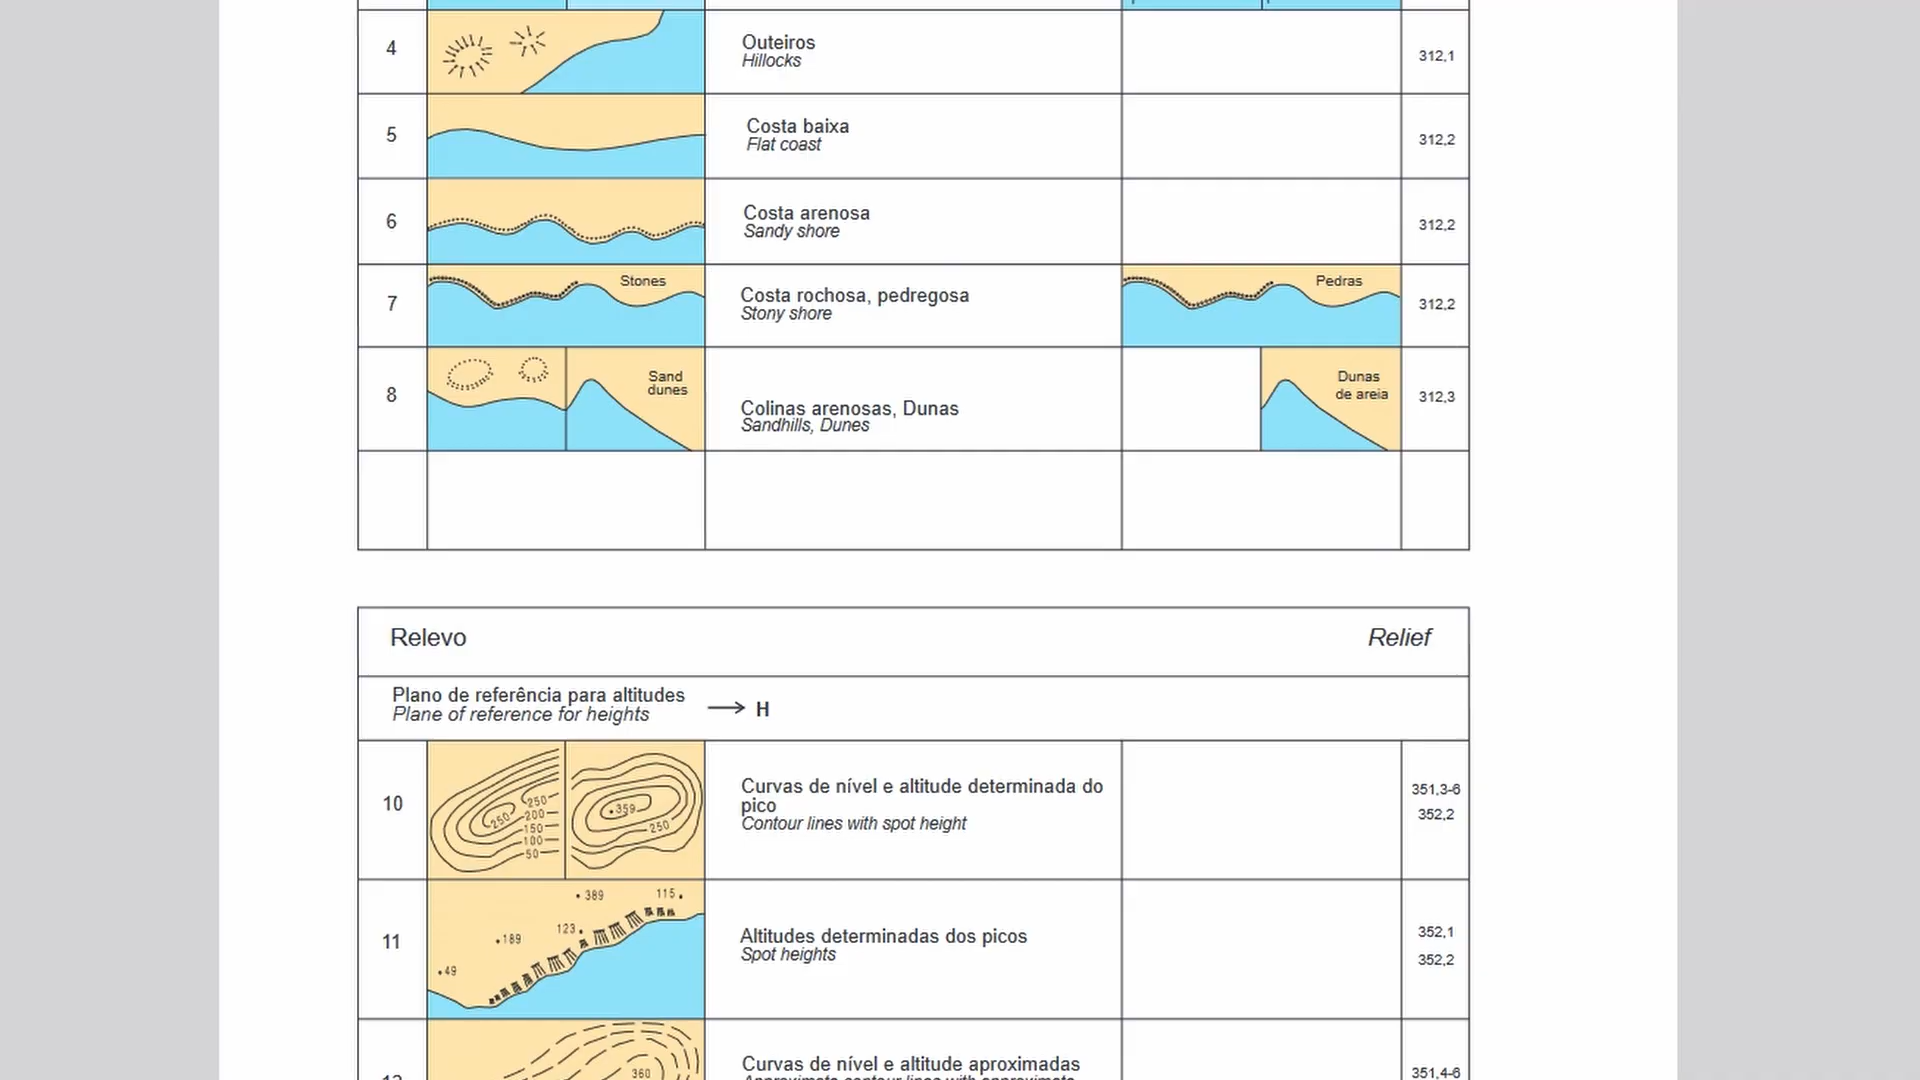 4
Outeiros
Hillocks
312,1
5
Costa baixa
Flat coast
312,2
6
Costa arenosa
Sandy shore
312,2
7
Stones
Costa rochosa, pedregosa
Stony shore
Pedras
312,2
8
Sand
dunes
Colinas arenosas, Dunas
Sandhills, Dunes
Dunas
de areia
312,3
Relevo
Relief
Plano de referência para altitudes
Plane of reference for heights
H
10
250
250
200
150
100
50
359
250
Curvas de nível e altitude determinada do
pico
Contour lines with spot height
351,3-6
352,2
11
389
115
123
189
49
Altitudes determinadas dos picos
Spot heights
352,1
352,2
360
Curvas de nível e altitude aproximadas
Approximate contour lines with approximate
351,4-6